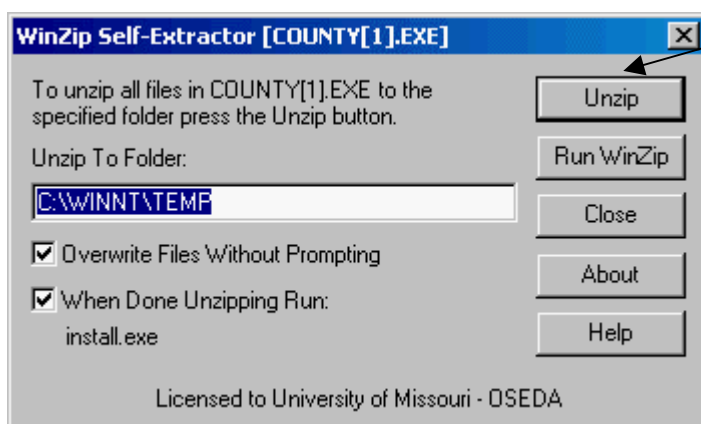 WinZip Self-Extractor [COUNTY[1].EXE]
To unzip all files in COUNTY[1].EXE to the
specified folder press the Unzip button.
Unzip To Folder:
C:\WINNT\TEMP
Overwrite Files Without Prompting
When Done Unzipping Run:
install.exe
Unzip
Run WinZip
Close
About
Help
Licensed to University of Missouri - OSEDA